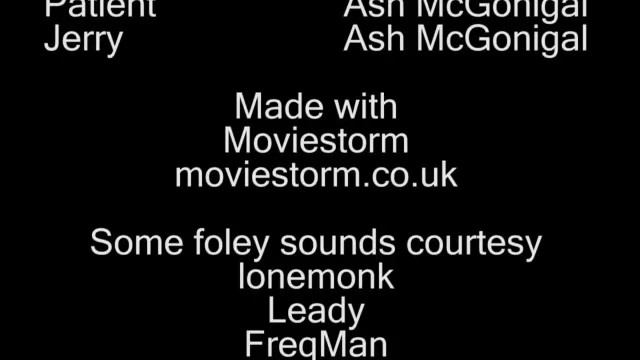 Patient Ash McGonigal
Jerry Ash McGonigal
Made with
Moviestorm
moviestorm.co.uk
Some foley sounds courtesy
lonemonk
Leady
FreqMan